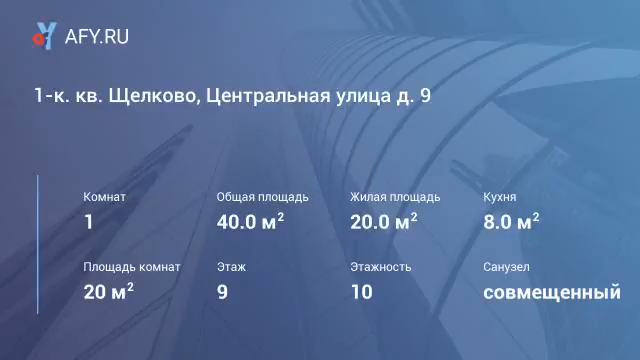 AFY.RU
1-к. кв. Щелково, Центральная улица д. 9
Комнат Общая площадь Жилая площадь Кухня
1 40.0 м² 20.0 м² 8.0 м²
Площадь комнат Этаж Этажность Санузел
20 м² 9 10 совмещенный